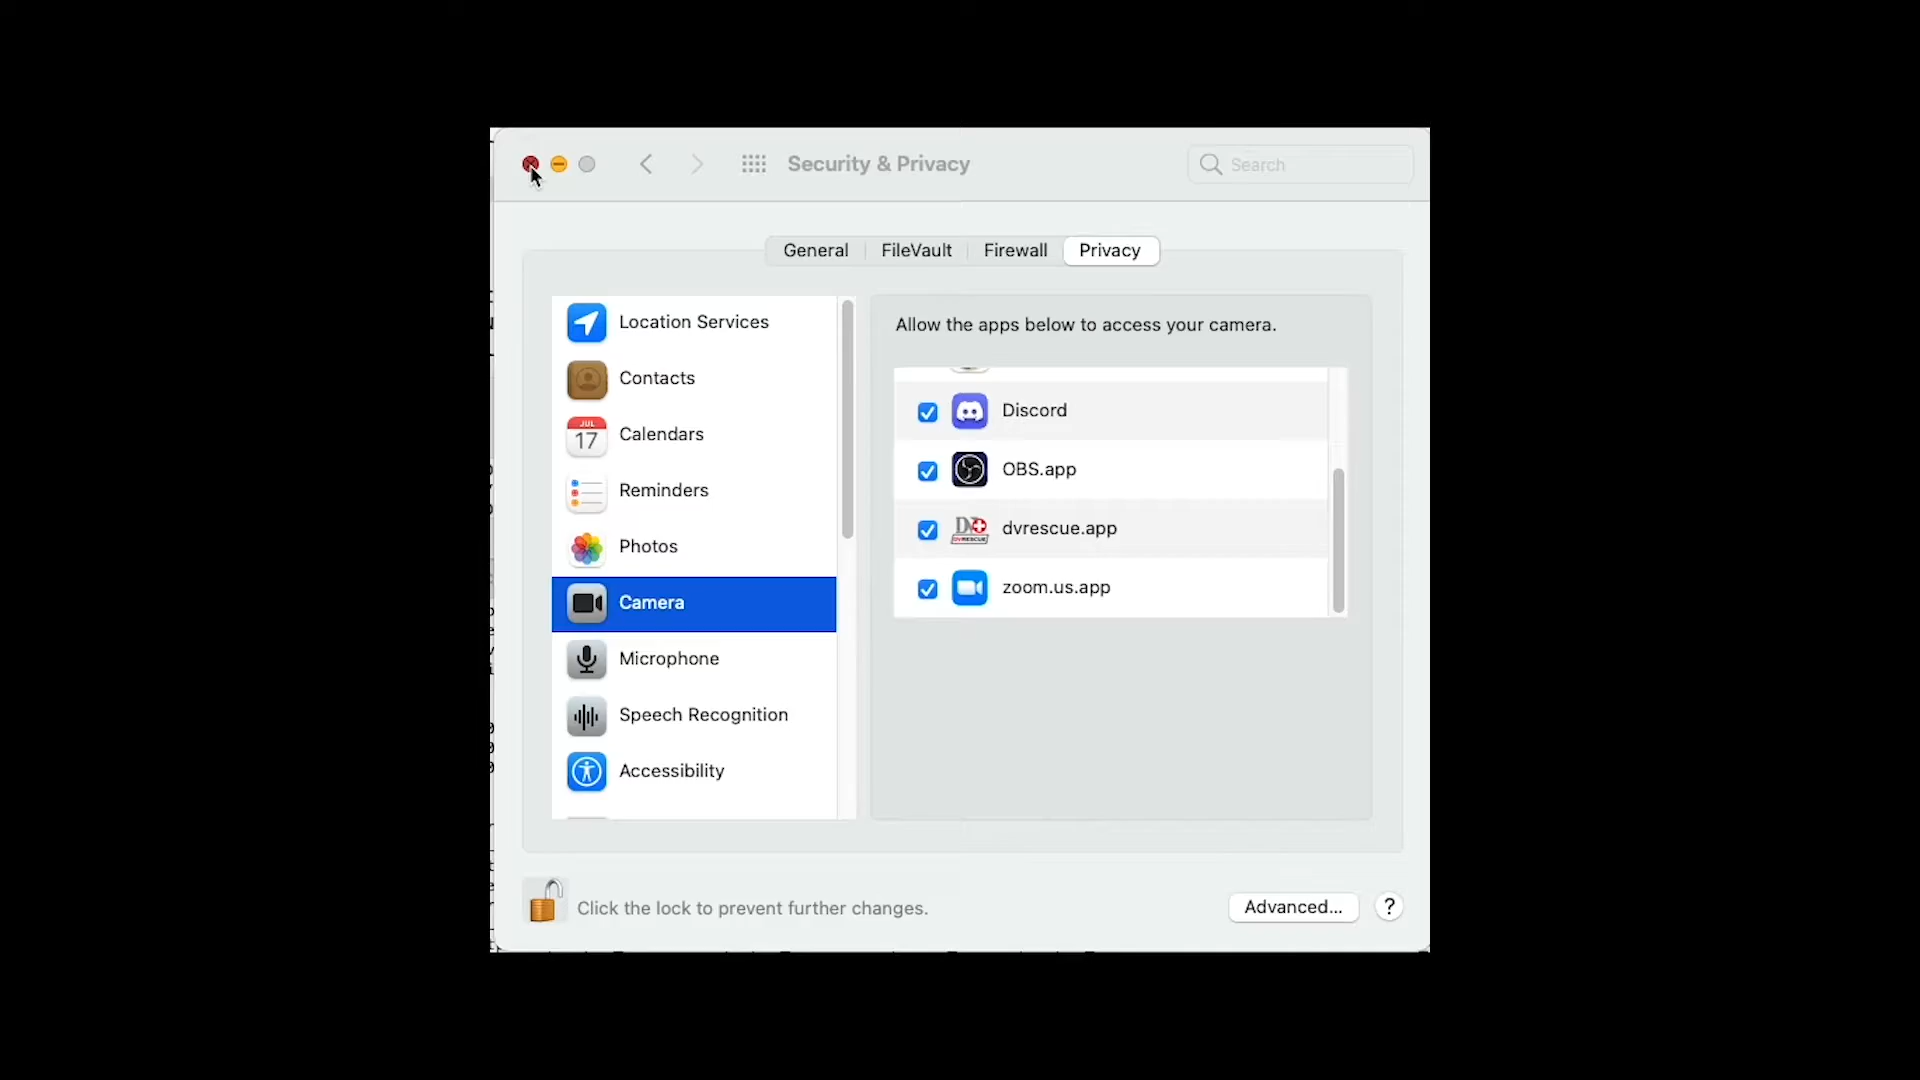 Security & Privacy
Search
General
FileVault
Firewall
Privacy
Location Services
Contacts
JUL
17
Calendars
Reminders
Photos
Camera
Microphone
Speech Recognition
Accessibility
Allow the apps below to access your camera.
Discord
OBS.app
DV
DVRESCUE
dvrescue.app
zoom.us.app
Click the lock to prevent further changes.
Advanced...
?